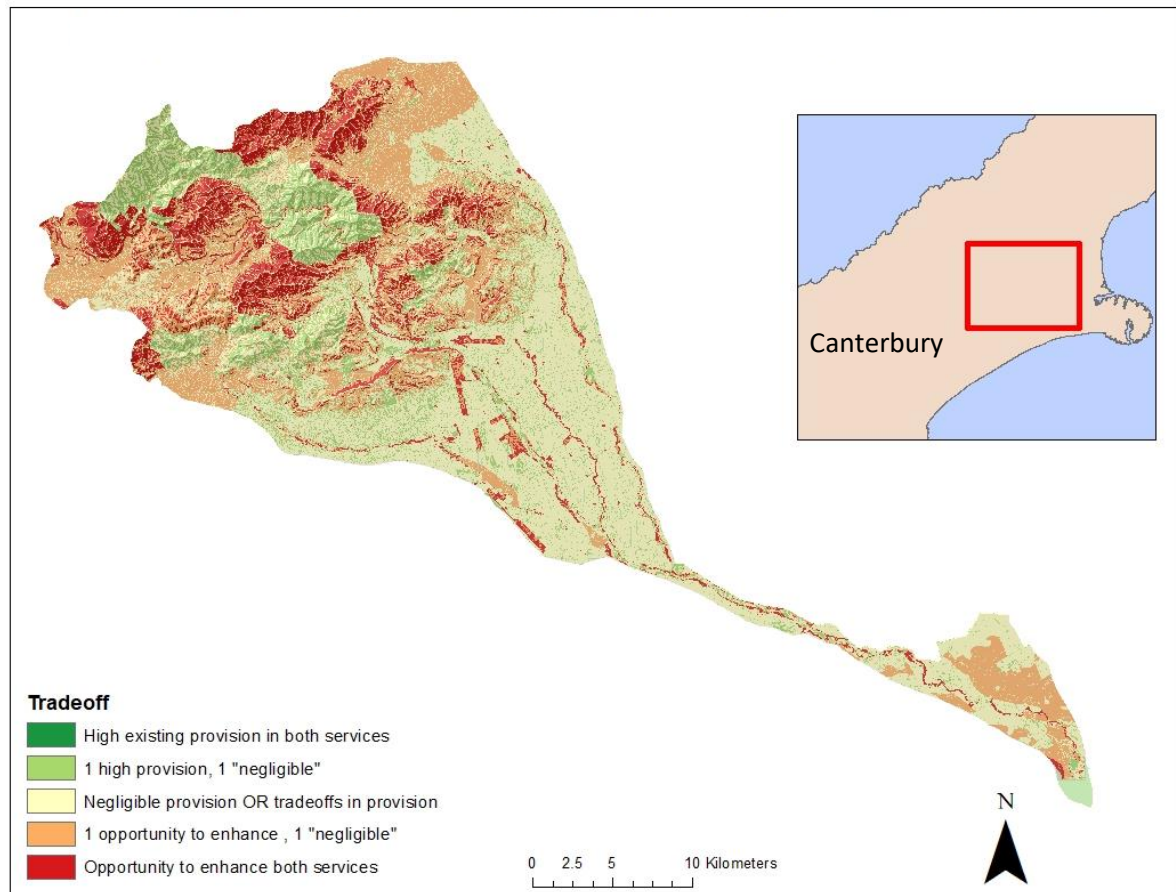 Canterbury
Tradeoff
High existing provision in both services
1 high provision, 1 "negligible"
Negligible provision OR tradeoffs in provision
1 opportunity to enhance , 1 "negligible"
Opportunity to enhance both services
N
0 2.5 5 10 Kilometers